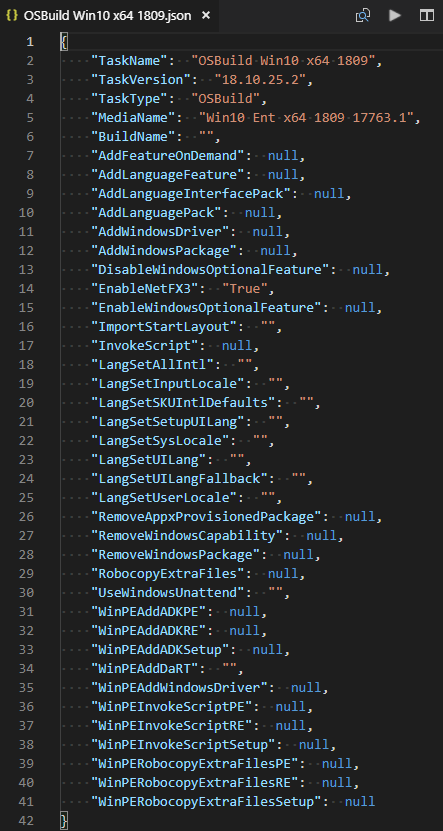 {} OSBuild Win10 x64 1809.json ×
1 {
2 "TaskName": "OSBuild Win10 x64 1809",
3 "TaskVersion": "18.10.25.2",
4 "TaskType": "OSBuild",
5 "MediaName": "Win10 Ent x64 1809 17763.1",
6 "BuildName": "",
7 "AddFeatureOnDemand": null,
8 "AddLanguageFeature": null,
9 "AddLanguageInterfacePack": null,
10 "AddLanguagePack": null,
11 "AddWindowsDriver": null,
12 "AddWindowsPackage": null,
13 "DisableWindowsOptionalFeature": null,
14 "EnableNetFX3": "True",
15 "EnableWindowsOptionalFeature": null,
16 "ImportStartLayout": "",
17 "InvokeScript": null,
18 "LangSetAllIntl": "",
19 "LangSetInputLocale": "",
20 "LangSetSKUIntlDefaults": "",
21 "LangSetSetupUILang": "",
22 "LangSetSysLocale": "",
23 "LangSetUILang": "",
24 "LangSetUILangFallback": "",
25 "LangSetUserLocale": "",
26 "RemoveAppxProvisionedPackage": null,
27 "RemoveWindowsCapability": null,
28 "RemoveWindowsPackage": null,
29 "RobocopyExtraFiles": null,
30 "UseWindowsUnattend": "",
31 "WinPEAddADKPE": null,
32 "WinPEAddADKRE": null,
33 "WinPEAddADKSetup": null,
34 "WinPEAddDaRT": "",
35 "WinPEAddWindowsDriver": null,
36 "WinPEInvokeScriptPE": null,
37 "WinPEInvokeScriptRE": null,
38 "WinPEInvokeScriptSetup": null,
39 "WinPERobocopyExtraFilesPE": null,
40 "WinPERobocopyExtraFilesRE": null,
41 "WinPERobocopyExtraFilesSetup": null
42 }